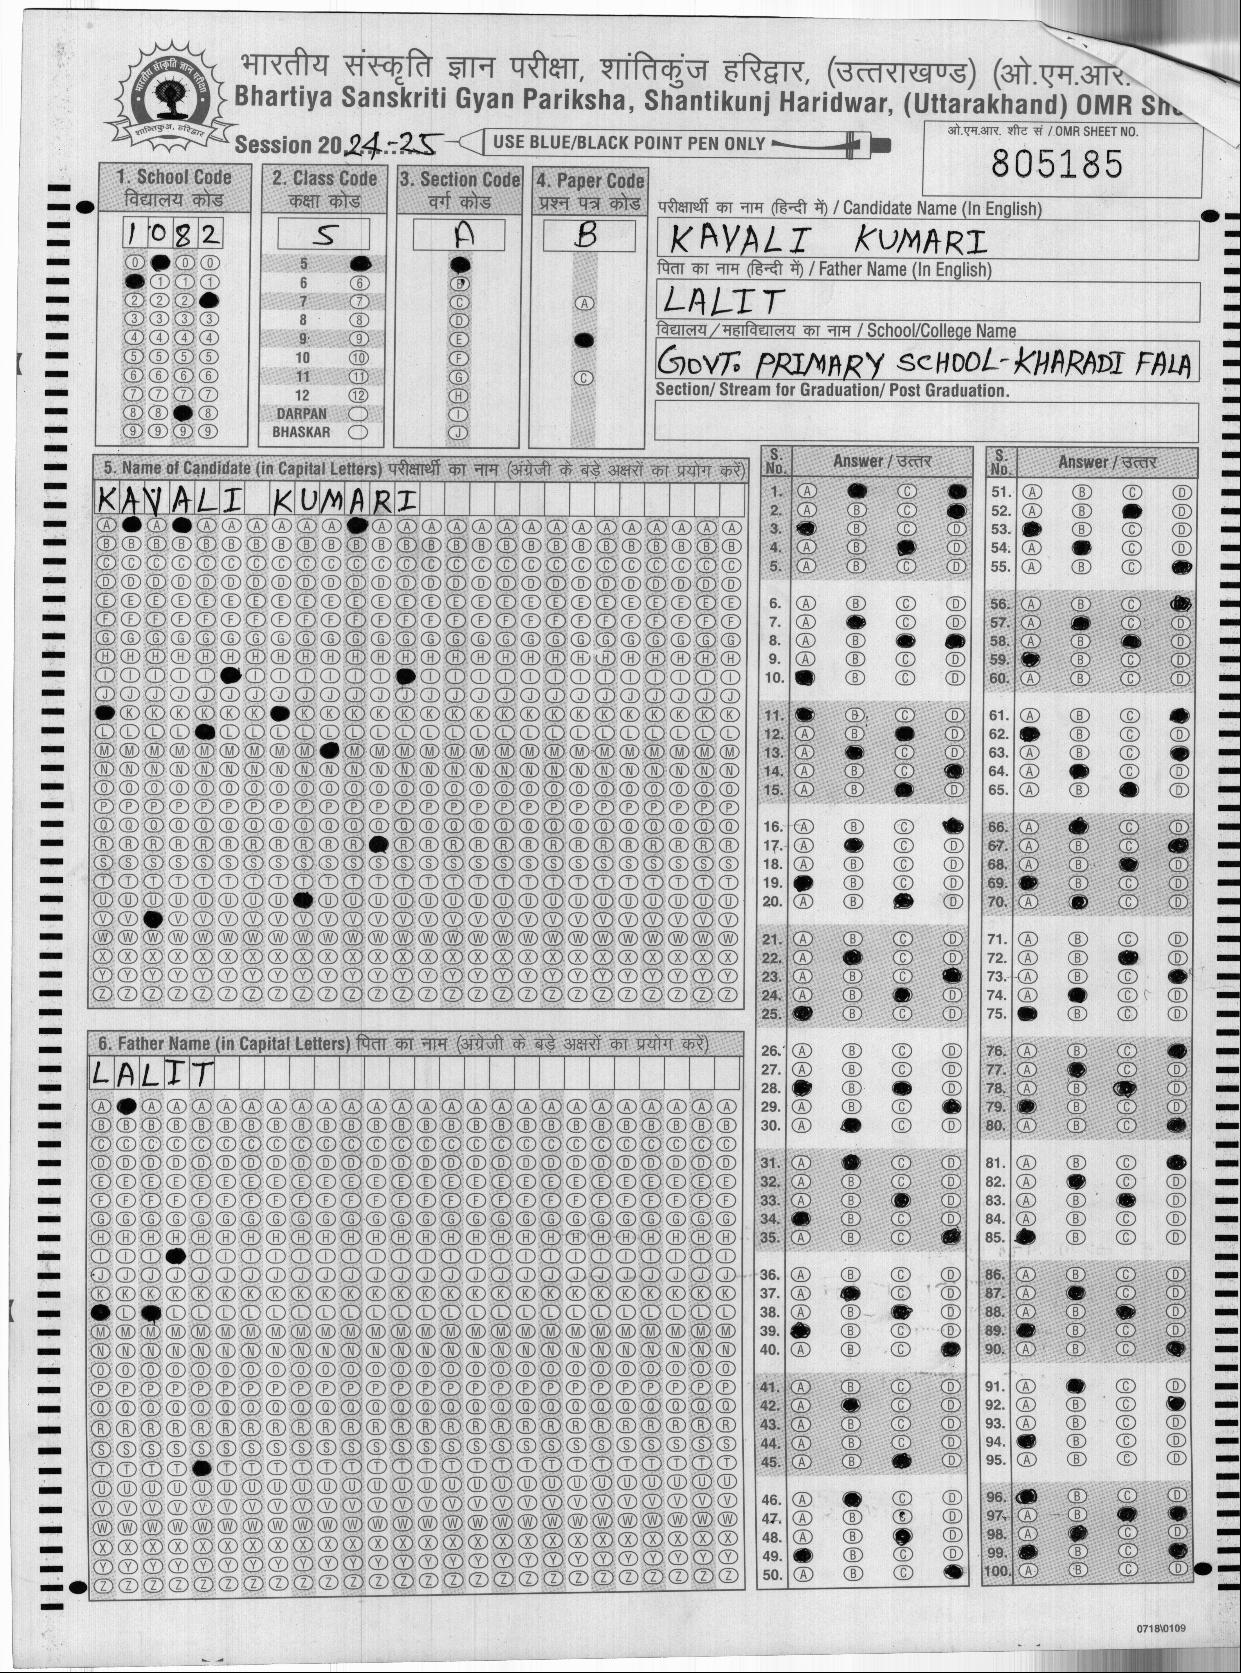 भारतीय संस्कृति ज्ञान परीक्षा, शांतिकुंज हरिद्वार, (उत्तराखण्ड) (ओ.एम.आर.
Bhartiya Sanskriti Gyan Pariksha, Shantikunj Haridwar, (Uttarakhand) OMR
Session 2024-25
USE BLUE/BLACK POINT PEN ONLY
ओ.एम.आर. शीट सं / OMR SHEET NO.
805185
1. School Code
विद्यालय कोड
1082
2. Class Code
कक्षा कोड
5
5
6
7
8
9
10
11
12
DARPAN
BHASKAR
3. Section Code
वर्ग कोड
A
4. Paper Code
प्रश्न पत्र कोड
B
परीक्षार्थी का नाम (हिन्दी में) / Candidate Name (In English)
KAVALI KUMARI
पिता का नाम (हिन्दी में) / Father Name (In English)
LALIT
विद्यालय/महाविद्यालय का नाम / School/College Name
GOVT. PRIMARY SCHOOL-KHARADI FALA
Section/ Stream for Graduation/ Post Graduation.
5. Name of Candidate (in Capital Letters) परीक्षार्थी का नाम (अंग्रेजी के बड़े अक्षरों का प्रयोग करें)
KAVALI KUMARI
6. Father Name (in Capital Letters) पिता का नाम (अंग्रेजी के बड़े अक्षरों का प्रयोग करें)
LALIT
S. No. Answer / उत्तर
S. No. Answer / उत्तर
0718\0109